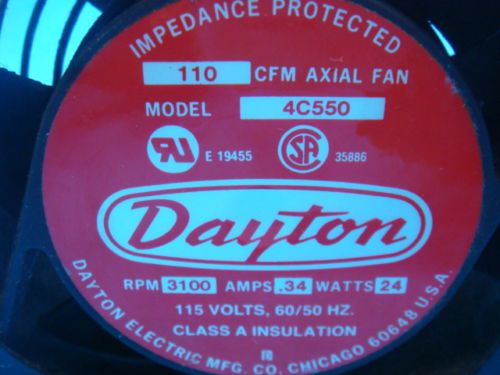 IMPEDANCE PROTECTED
110 CFM AXIAL FAN
MODEL 4C550
E 19455
SA 35886
Dayton
RPM 3100 AMPS .34 WATTS 24
115 VOLTS, 60/50 HZ.
CLASS A INSULATION
DAYTON ELECTRIC MFG. CO. CHICAGO 60648 U.S.A.